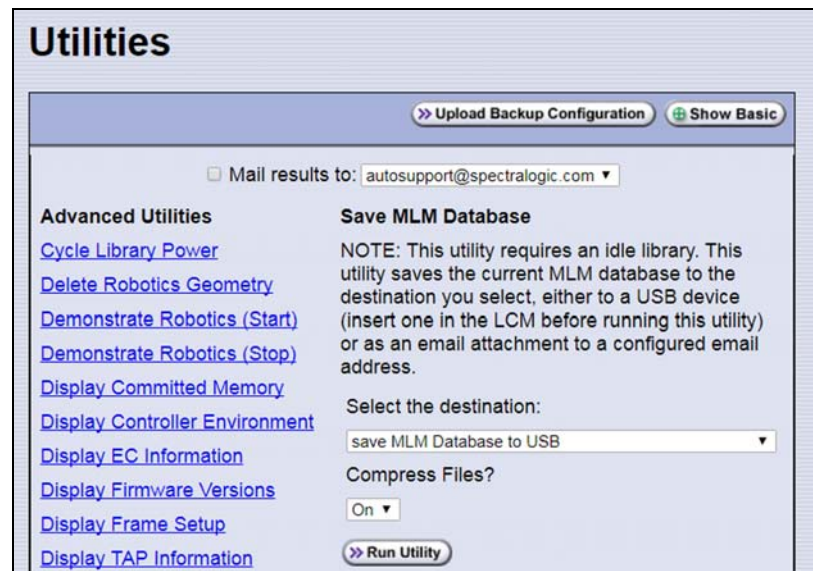 Utilities
Upload Backup Configuration
Show Basic
Mail results to: autosupport@spectralogic.com
Advanced Utilities
Cycle Library Power
Delete Robotics Geometry
Demonstrate Robotics (Start)
Demonstrate Robotics (Stop)
Display Committed Memory
Display Controller Environment
Display EC Information
Display Firmware Versions
Display Frame Setup
Display TAP Information
Save MLM Database
NOTE: This utility requires an idle library. This
utility saves the current MLM database to the
destination you select, either to a USB device
(insert one in the LCM before running this utility)
or as an email attachment to a configured email
address.
Select the destination:
save MLM Database to USB
Compress Files?
On
Run Utility